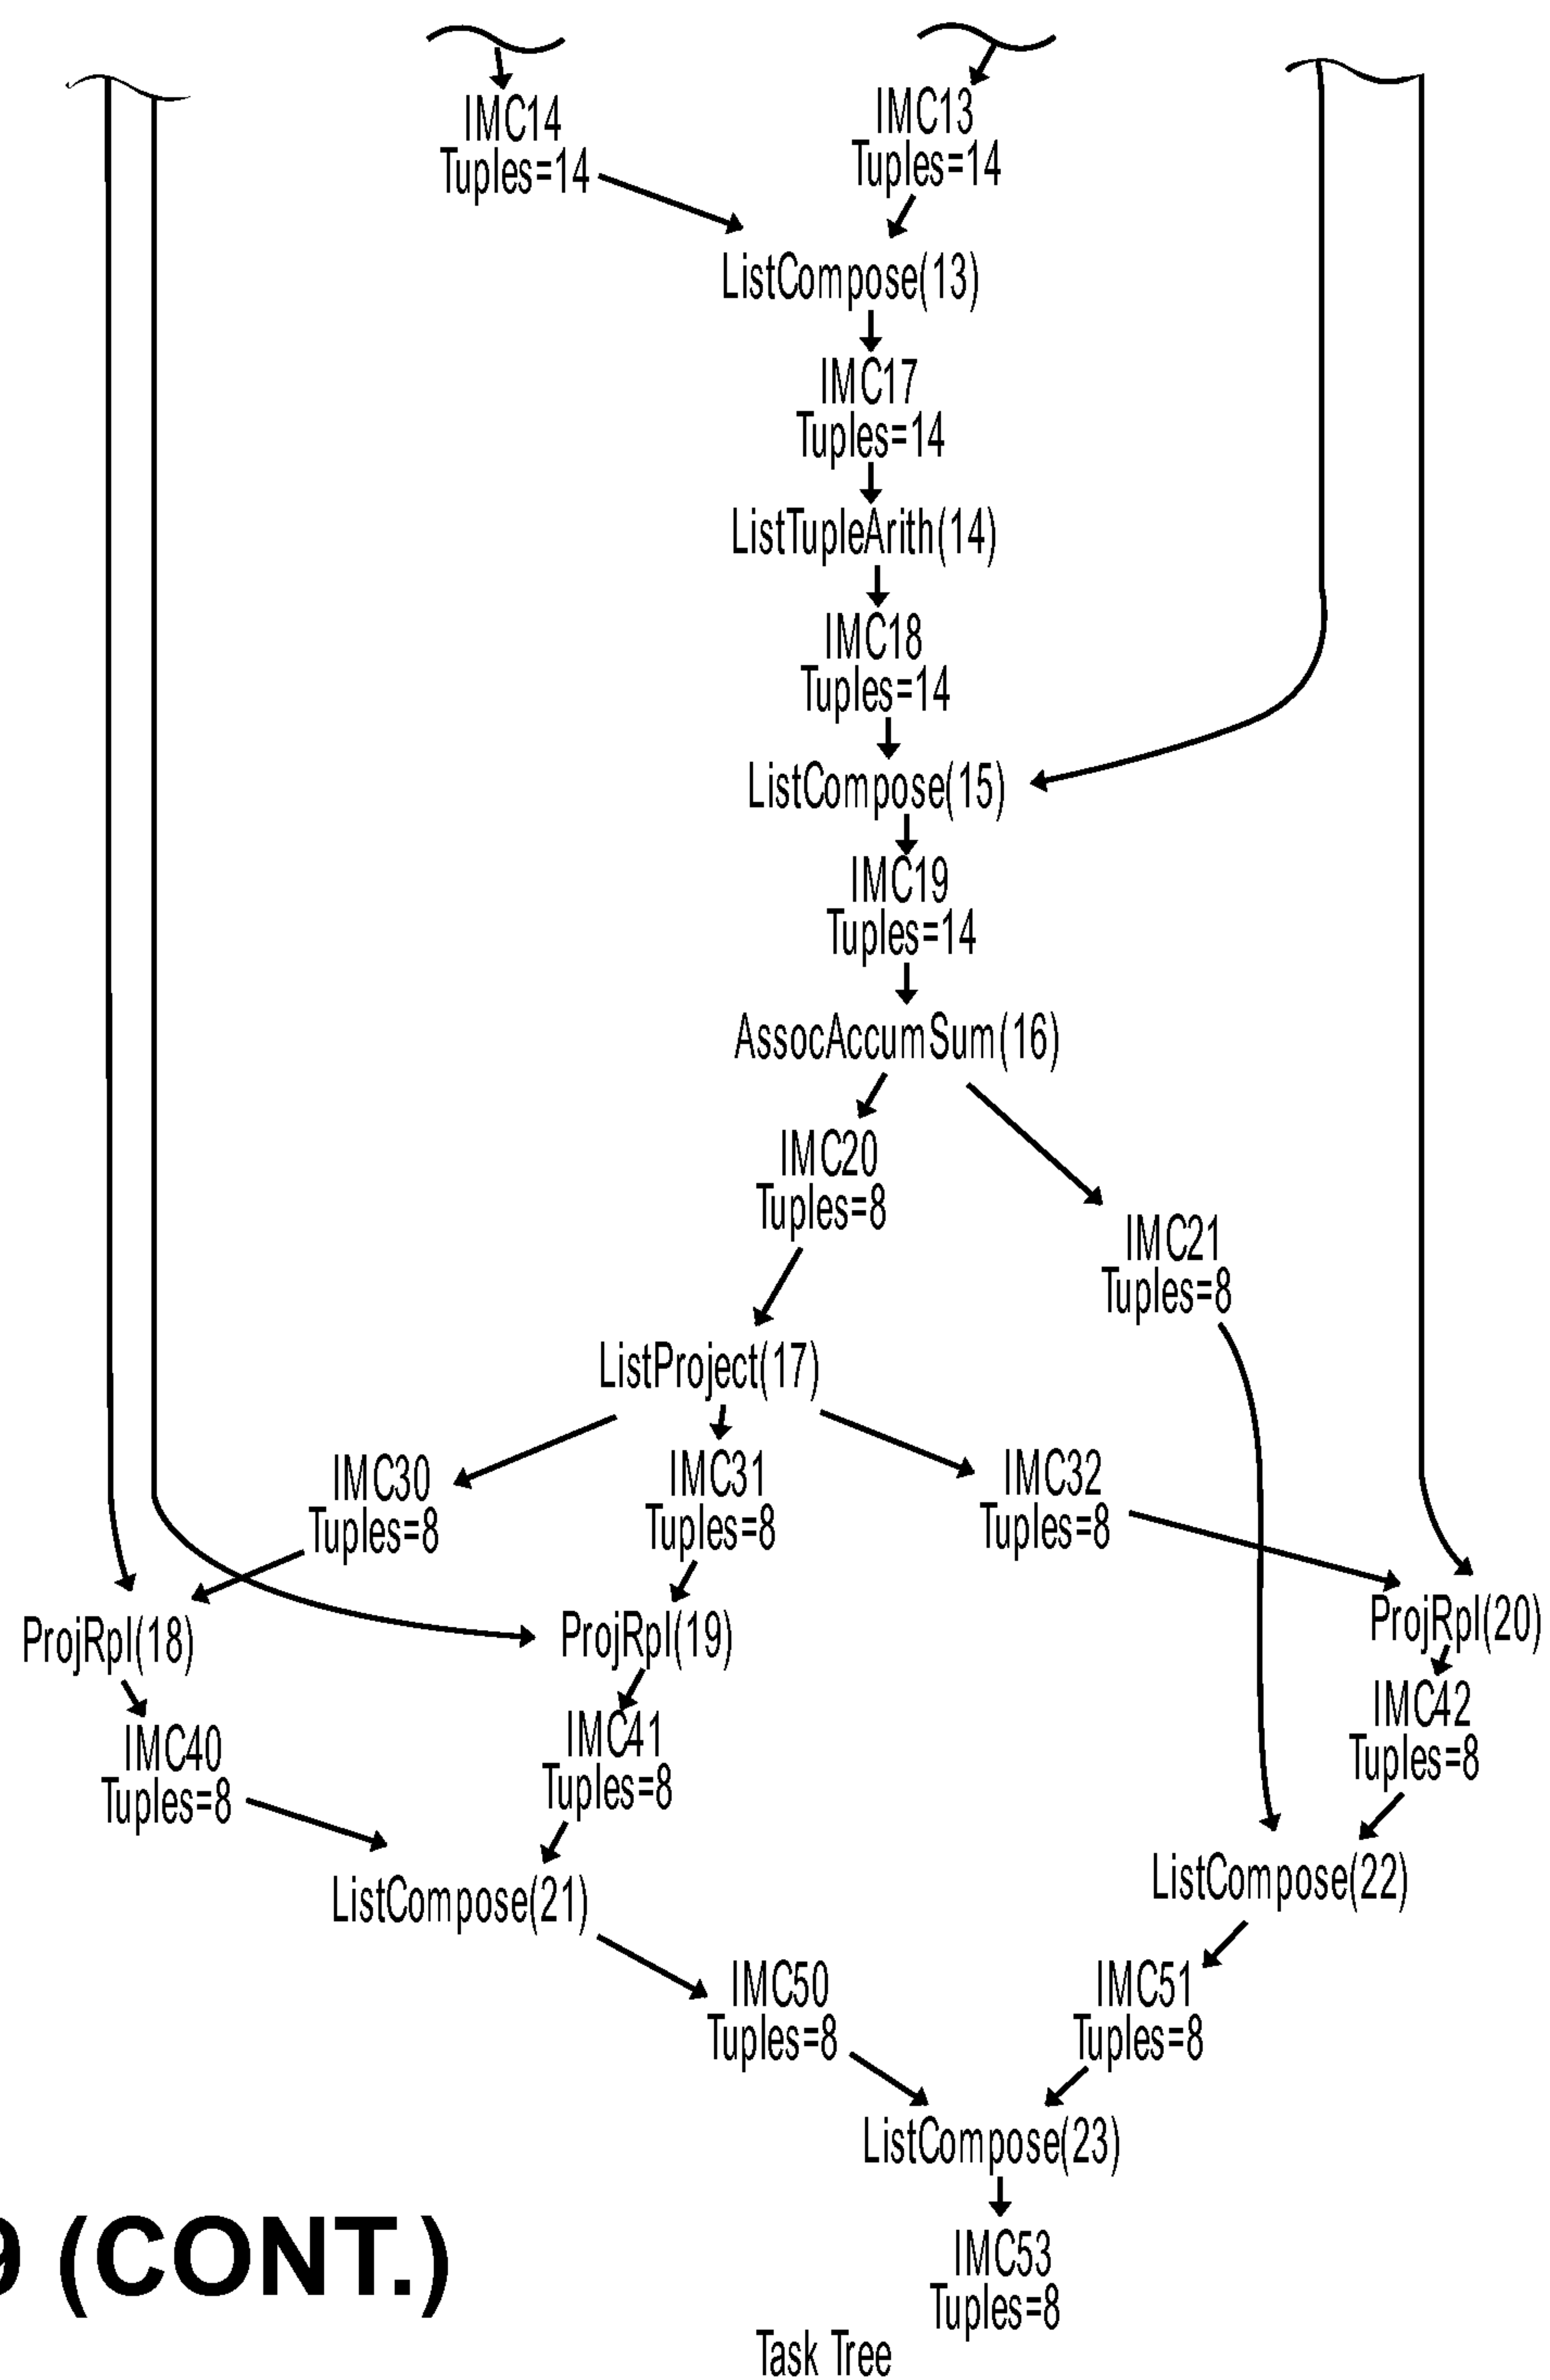 IMC14
Tuples=14
IMC13
Tuples=14
ListCompose(13)
IMC17
Tuples=14
ListTupleArith(14)
IMC18
Tuples=14
ListCompose(15)
IMC19
Tuples=14
AssocAccumSum(16)
IMC20
Tuples=8
IMC21
Tuples=8
ListProject(17)
IMC30
Tuples=8
IMC31
Tuples=8
IMC32
Tuples=8
ProjRpl(18)
ProjRpl(19)
ProjRpl(20)
IMC40
Tuples=8
IMC41
Tuples=8
IMC42
Tuples=8
ListCompose(21)
ListCompose(22)
IMC50
Tuples=8
IMC51
Tuples=8
ListCompose(23)
IMC53
Tuples=8
9 (CONT.)
Task Tree